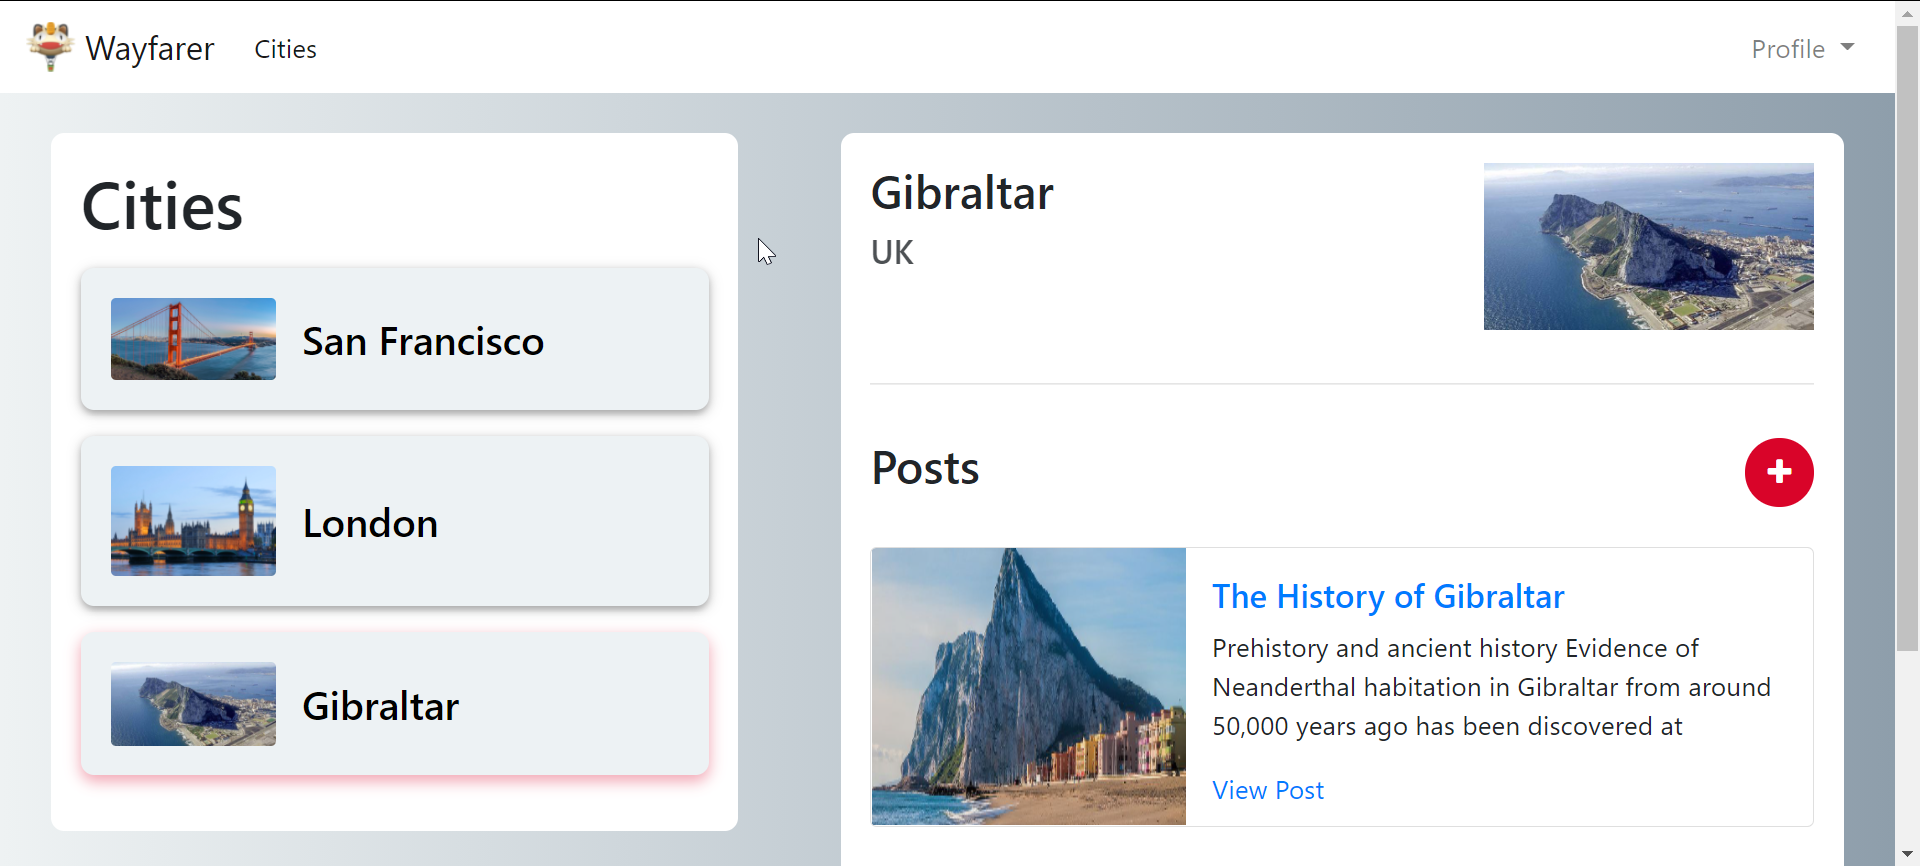 Wayfarer
Cities
Profile
Cities
San Francisco
London
Gibraltar
Gibraltar
UK
Posts
The History of Gibraltar
Prehistory and ancient history Evidence of
Neanderthal habitation in Gibraltar from around
50,000 years ago has been discovered at
View Post